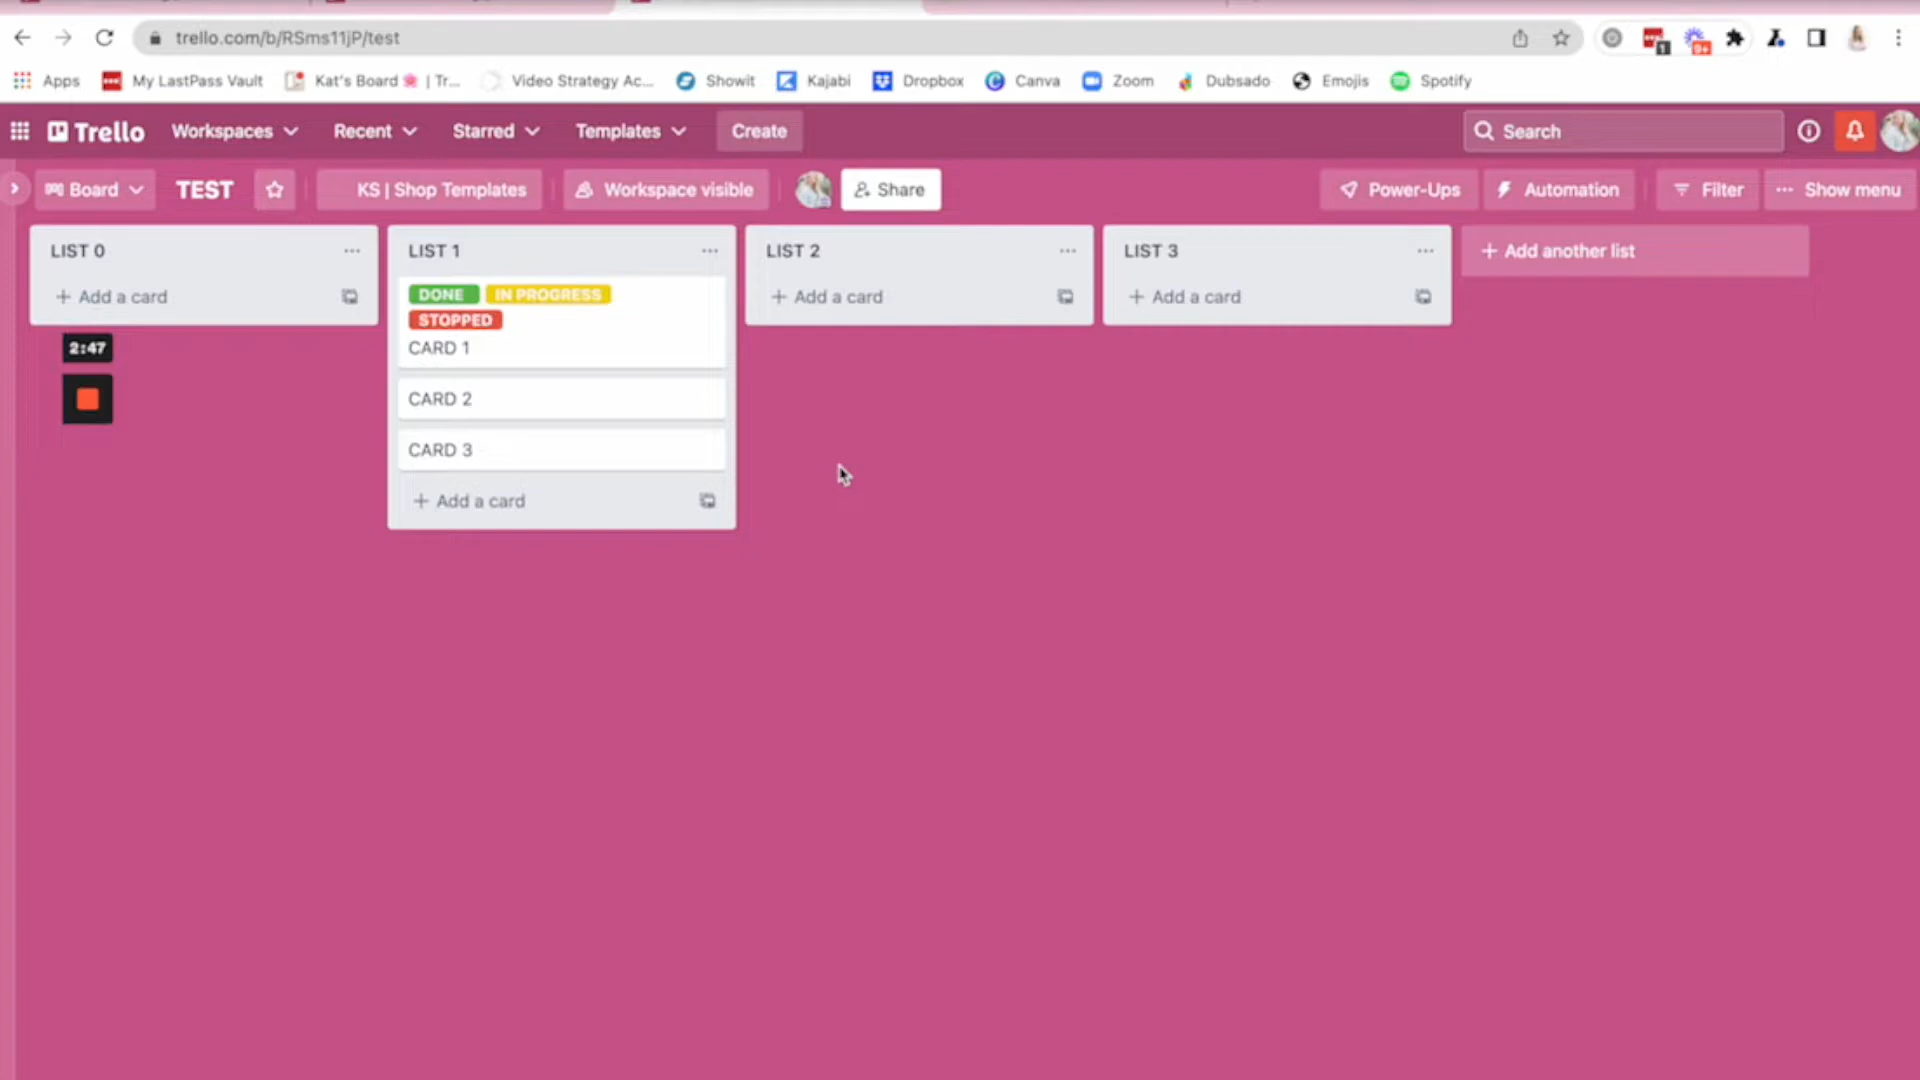 trello.com/b/RSms11jP/test
1
9+
Apps My LastPass Vault Kat's Board | Tr... Video Strategy Ac... Showit Kajabi Dropbox Canva Zoom Dubsado Emojis Spotify
Trello Workspaces Recent Starred Templates Create Search
Board TEST KS | Shop Templates Workspace visible Share Power-Ups Automation Filter ... Show menu
LIST 0 ...
+ Add a card
2:47
LIST 1 ...
DONE IN PROGRESS
STOPPED
CARD 1
CARD 2
CARD 3
+ Add a card
LIST 2 ...
+ Add a card
LIST 3 ...
+ Add a card
+ Add another list